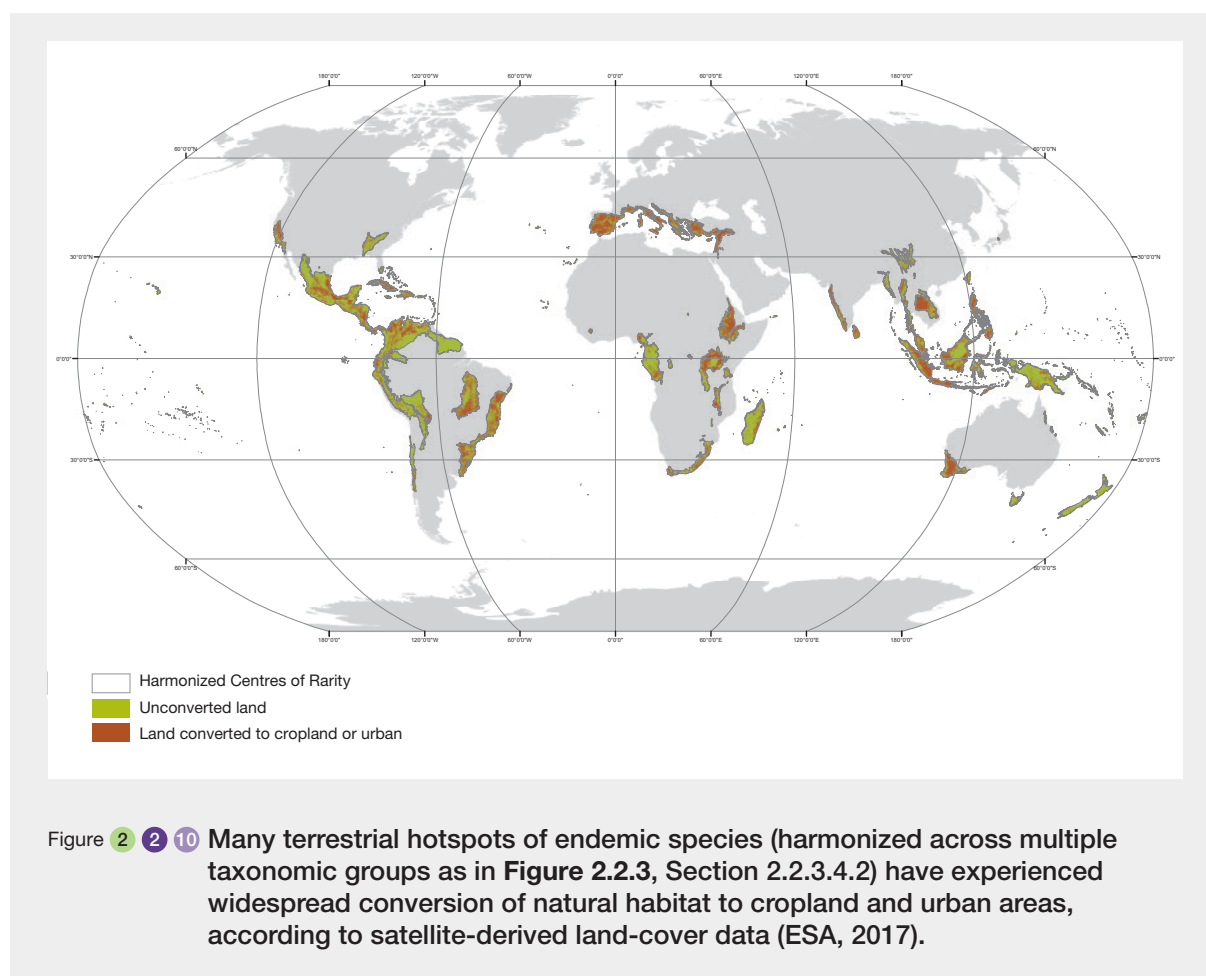 180°0'0" 120°0'0"W 60°0'0"W 0°0'0" 60°0'0"E 120°0'0"E 180°0'0"
60°0'0"N 60°0'0"N
30°0'0"N 30°0'0"N
0°0'0" 0°0'0"
30°0'0"S 30°0'0"S
60°0'0"S 60°0'0"S
180°0'0" 120°0'0"W 60°0'0"W 0°0'0" 60°0'0"E 120°0'0"E 180°0'0"
Harmonized Centres of Rarity
Unconverted land
Land converted to cropland or urban
Figure 2 2 10 Many terrestrial hotspots of endemic species (harmonized across multiple
taxonomic groups as in Figure 2.2.3, Section 2.2.3.4.2) have experienced
widespread conversion of natural habitat to cropland and urban areas,
according to satellite-derived land-cover data (ESA, 2017).